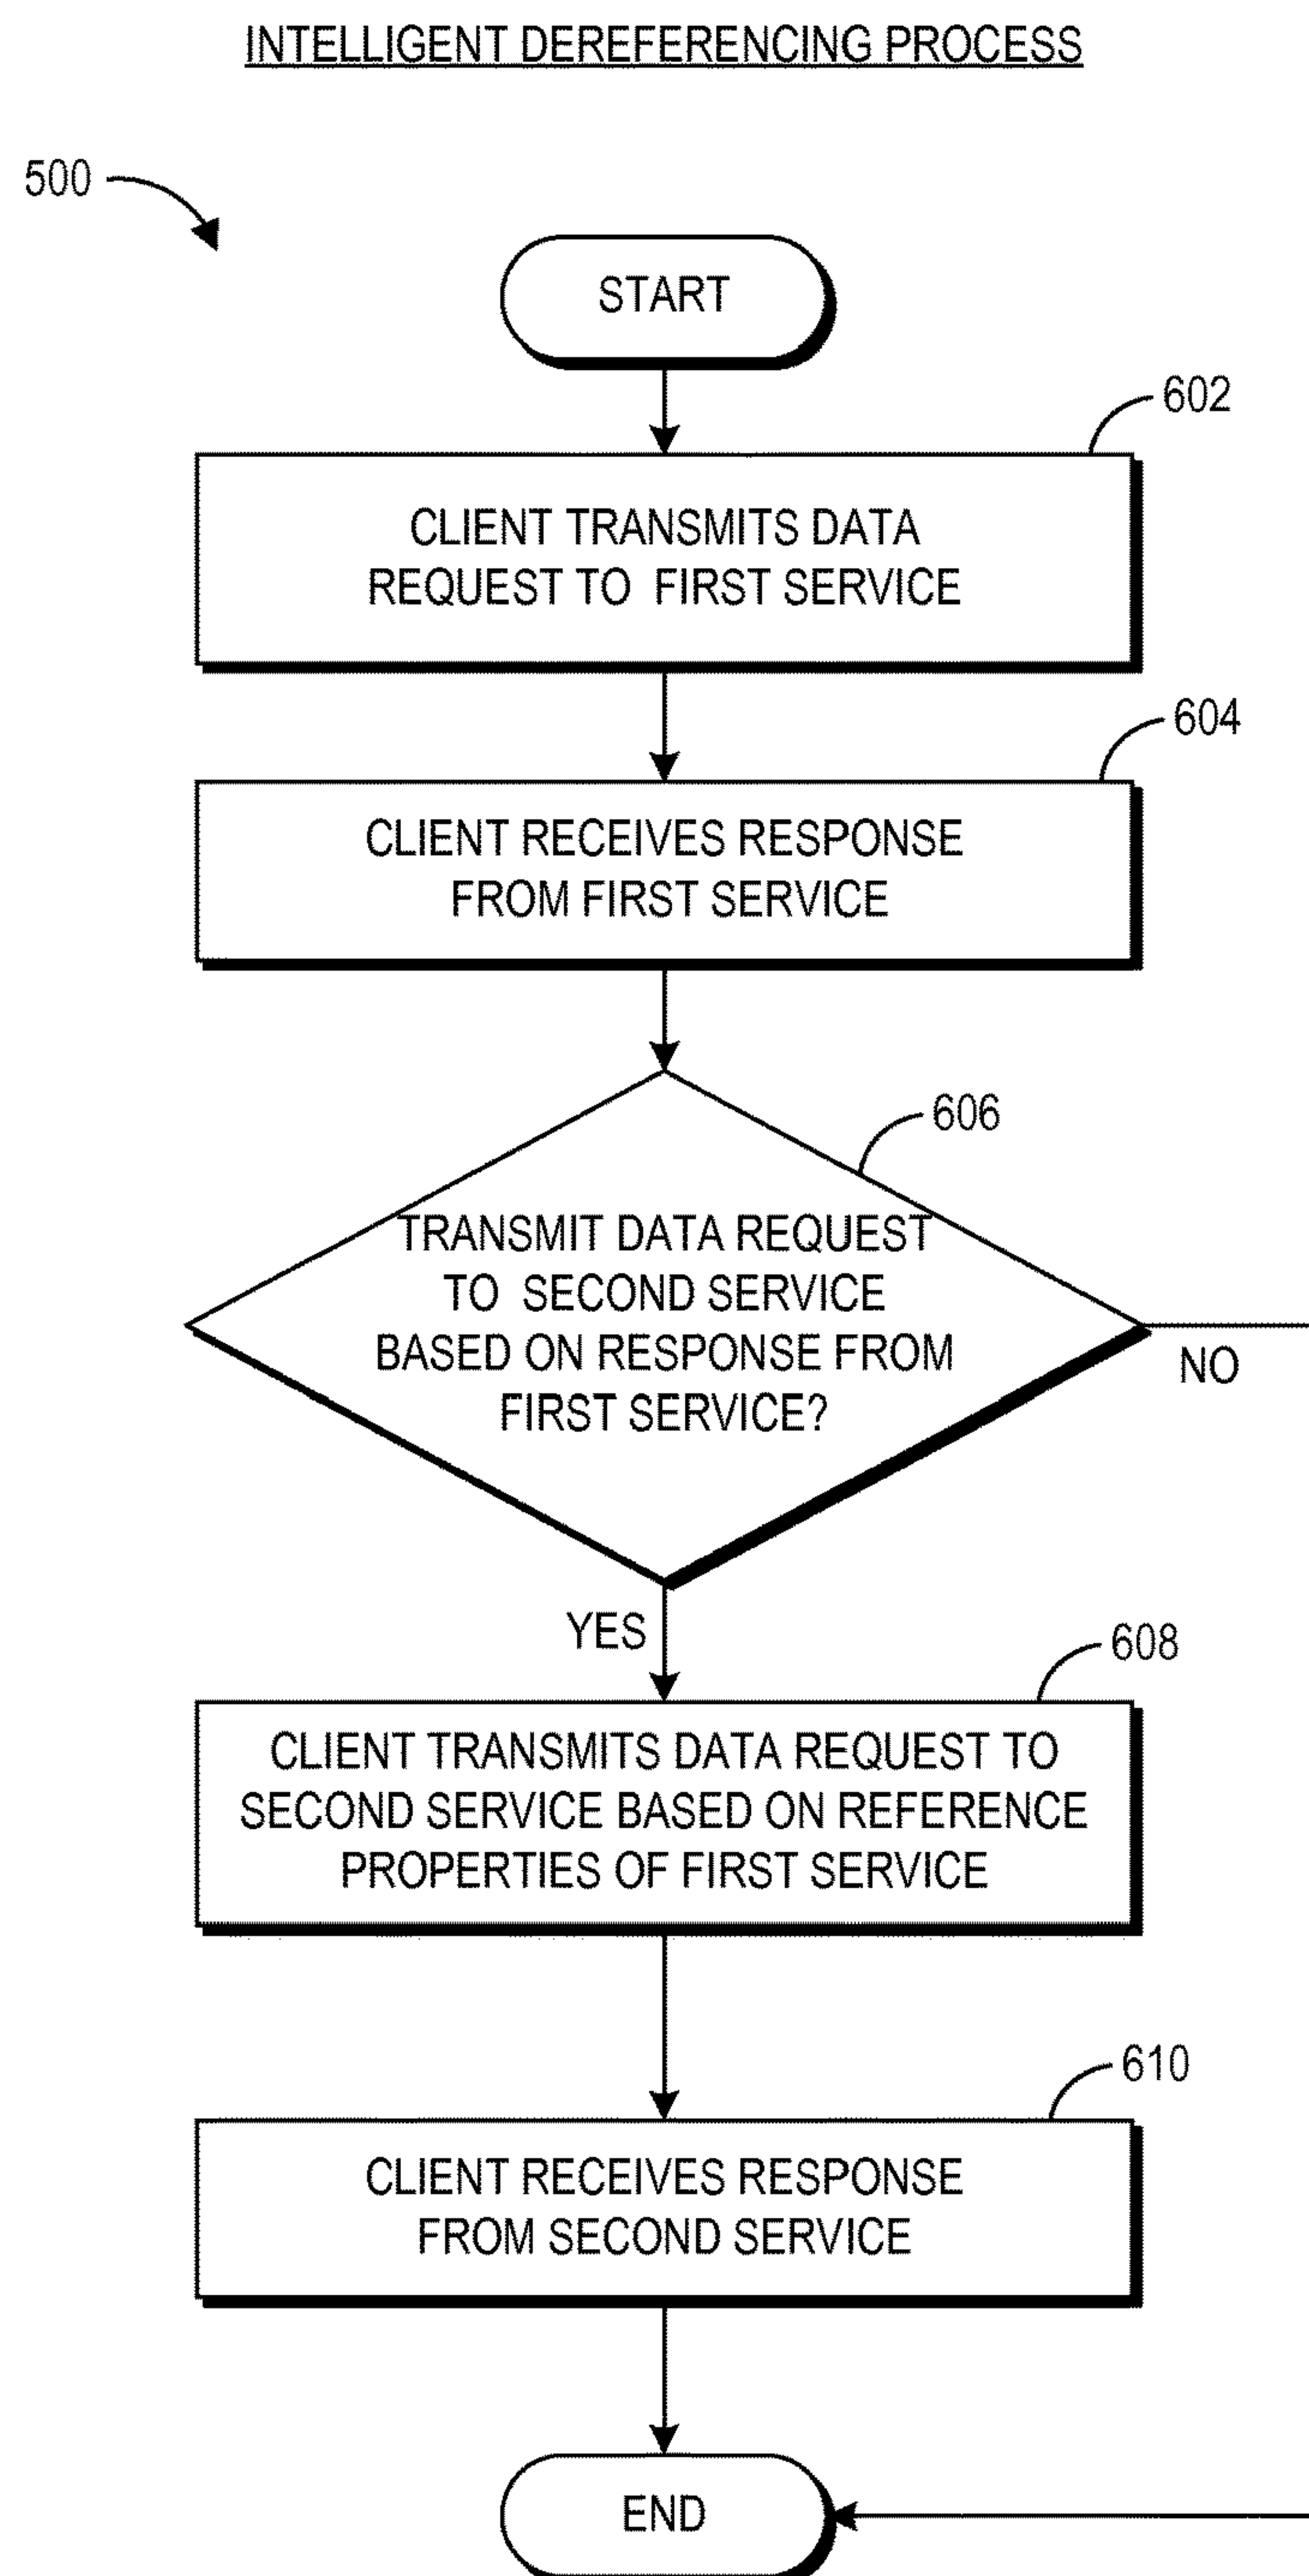 INTELLIGENT DEREFERENCING PROCESS
500
START
602
CLIENT TRANSMITS DATA
REQUEST TO FIRST SERVICE
604
CLIENT RECEIVES RESPONSE
FROM FIRST SERVICE
606
TRANSMIT DATA REQUEST
TO SECOND SERVICE
BASED ON RESPONSE FROM
FIRST SERVICE?
NO
YES
608
CLIENT TRANSMITS DATA REQUEST TO
SECOND SERVICE BASED ON REFERENCE
PROPERTIES OF FIRST SERVICE
610
CLIENT RECEIVES RESPONSE
FROM SECOND SERVICE
END